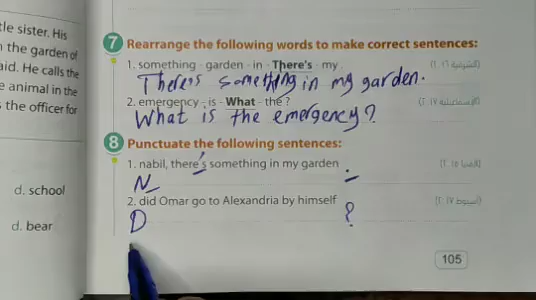 tle sister. His
n the garden of
aid. He calls the
e animal in the
s the officer for
d. school
d. bear
7 Rearrange the following words to make correct sentences:
1. something - garden - in - There's - my
There's something in my garden.
2. emergency - is - What - the ?
What is the emergency?
8 Punctuate the following sentences:
1. nabil, there's something in my garden .
N
2. did Omar go to Alexandria by himself ?
D
105